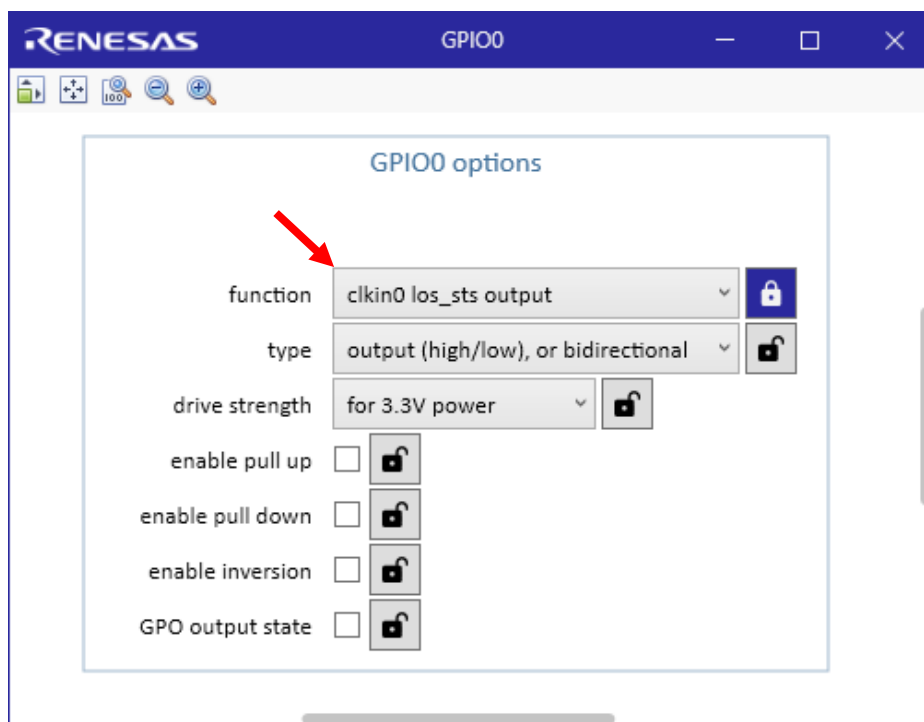 RENESAS GPIO0
100
GPIO0 options
function clkin0 los_sts output
type output (high/low), or bidirectional
drive strength for 3.3V power
enable pull up
enable pull down
enable inversion
GPO output state